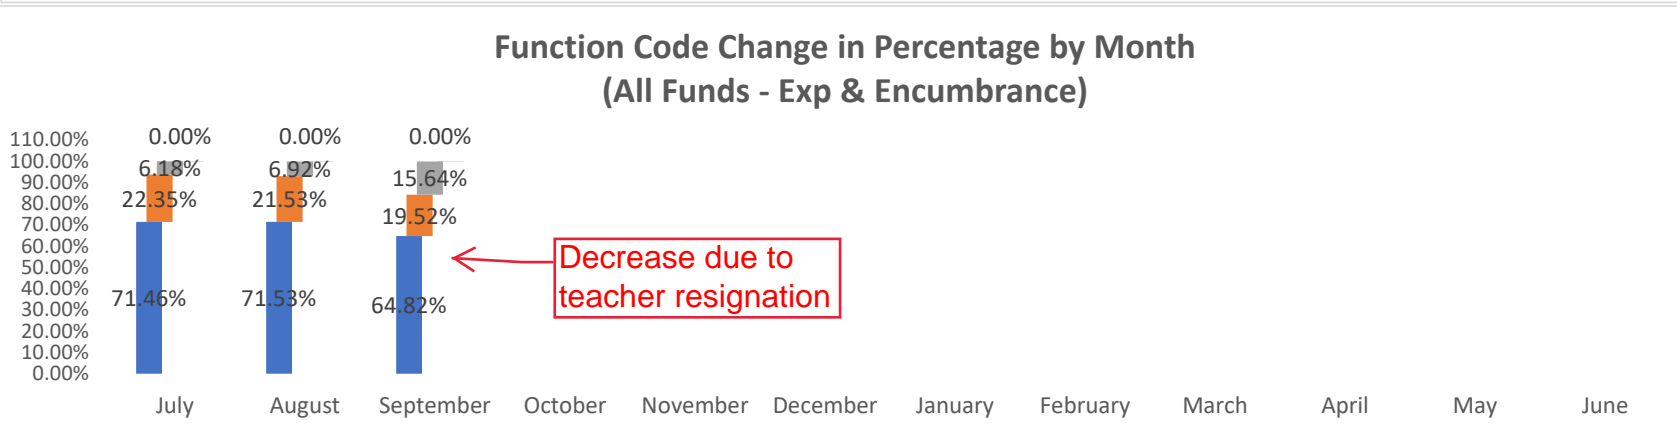 Function Code Change in Percentage by Month
(All Funds - Exp & Encumbrance)
110.00%
100.00%
90.00%
80.00%
70.00%
60.00%
50.00%
40.00%
30.00%
20.00%
10.00%
0.00%
0.00% 0.00% 0.00%
6.18% 6.92% 15.64%
22.35% 21.53% 19.52%
71.46% 71.53% 64.82%
Decrease due to
teacher resignation
July August September October November December January February March April May June